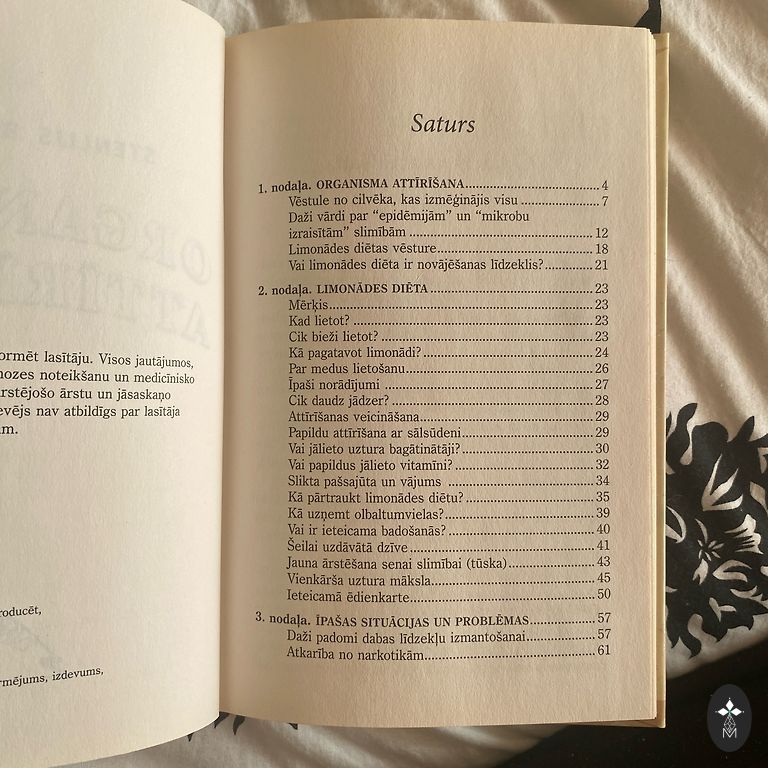 ormēt lasītāju. Visos jautājumos,
nozes noteikšanu un medicīnisko
rstējošo ārstu un jāsaskaņo
evējs nav atbildīgs par lasītāja
m.
roducēt,
rmējums, izdevums,
Saturs
1. nodaļa. ORGANISMA ATTĪRĪŠANA 4
Vēstule no cilvēka, kas izmēģinājis visu 7
Daži vārdi par “epidēmijām” un “mikrobu
izraisītām” slimībām 12
Limonādes diētas vēsture 18
Vai limonādes diēta ir novājēšanas līdzeklis? 21
2. nodaļa. LIMONĀDES DIĒTA 23
Mērķis 23
Kad lietot? 23
Cik bieži lietot? 23
Kā pagatavot limonādi? 24
Par medus lietošanu 26
Īpaši norādījumi 27
Cik daudz jādzer? 28
Attīrīšanas veicināšana 29
Papildu attīrīšana ar sālsūdeni 29
Vai jālieto uztura bagātinātāji? 30
Vai papildus jālieto vitamīni? 32
Slikta pašsajūta un vājums 34
Kā pārtraukt limonādes diētu? 35
Kā uzņemt olbaltumvielas? 39
Vai ir ieteicama badošanās? 40
Šeilai uzdāvātā dzīve 41
Jauna ārstēšana senai slimībai (tūska) 43
Vienkārša uztura māksla 45
Ieteicamā ēdienkarte 50
3. nodaļa. ĪPAŠAS SITUĀCIJAS UN PROBLĒMAS 57
Daži padomi dabas līdzekļu izmantošanai 57
Atkarība no narkotikām 61
M